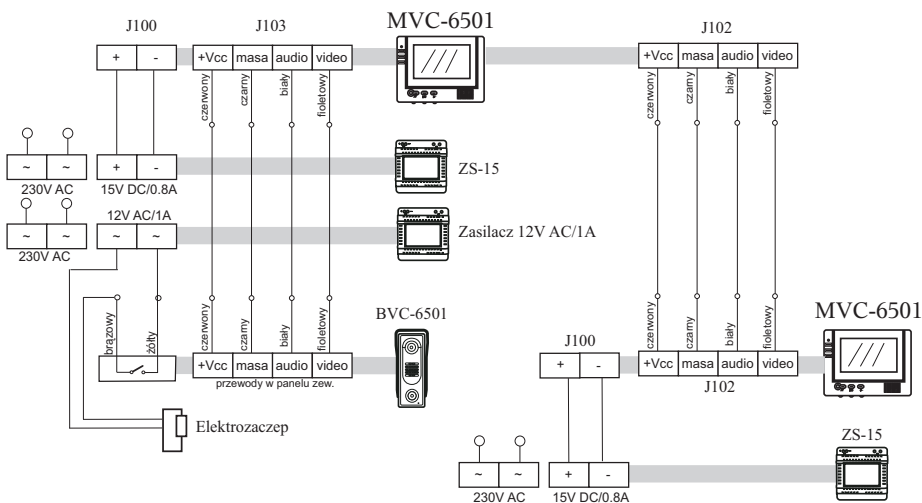 MVC-6501
J100
J103
J102
+ - +Vcc masa audio video
+Vcc masa audio video
czerwony czarny biały fioletowy
czerwony czarny biały fioletowy
~ ~ + -
230V AC 15V DC/0.8A
ZS-15
12V AC/1A
~ ~ ~ ~
230V AC
Zasilacz 12V AC/1A
BVC-6501
MVC-6501
brązowy żółty czerwony czarny biały fioletowy
czerwony czarny biały fioletowy
J100
+Vcc masa audio video
+ - +Vcc masa audio video
przewody w panelu zew.
J102
Elektrozaczep
ZS-15
~ ~ + -
230V AC 15V DC/0.8A